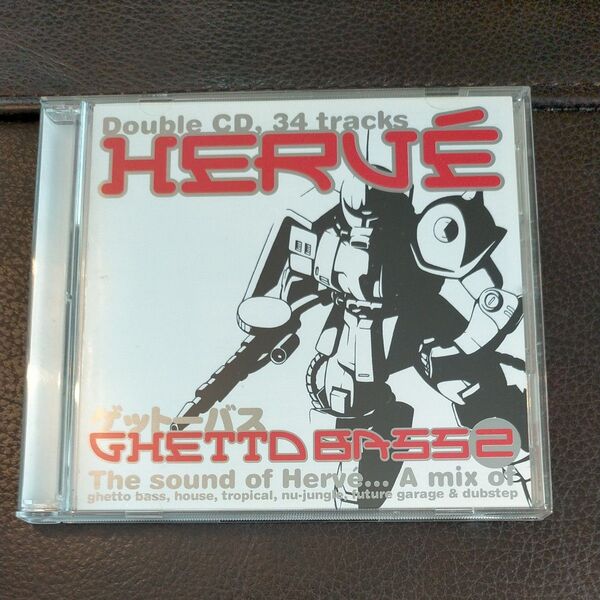 Double CD, 34 tracks
HERVÉ
ゲットーバス
GHETTO BASS 2
The sound of Hervé... A mix of
ghetto bass, house, tropical, nu-jungle, future garage & dubstep